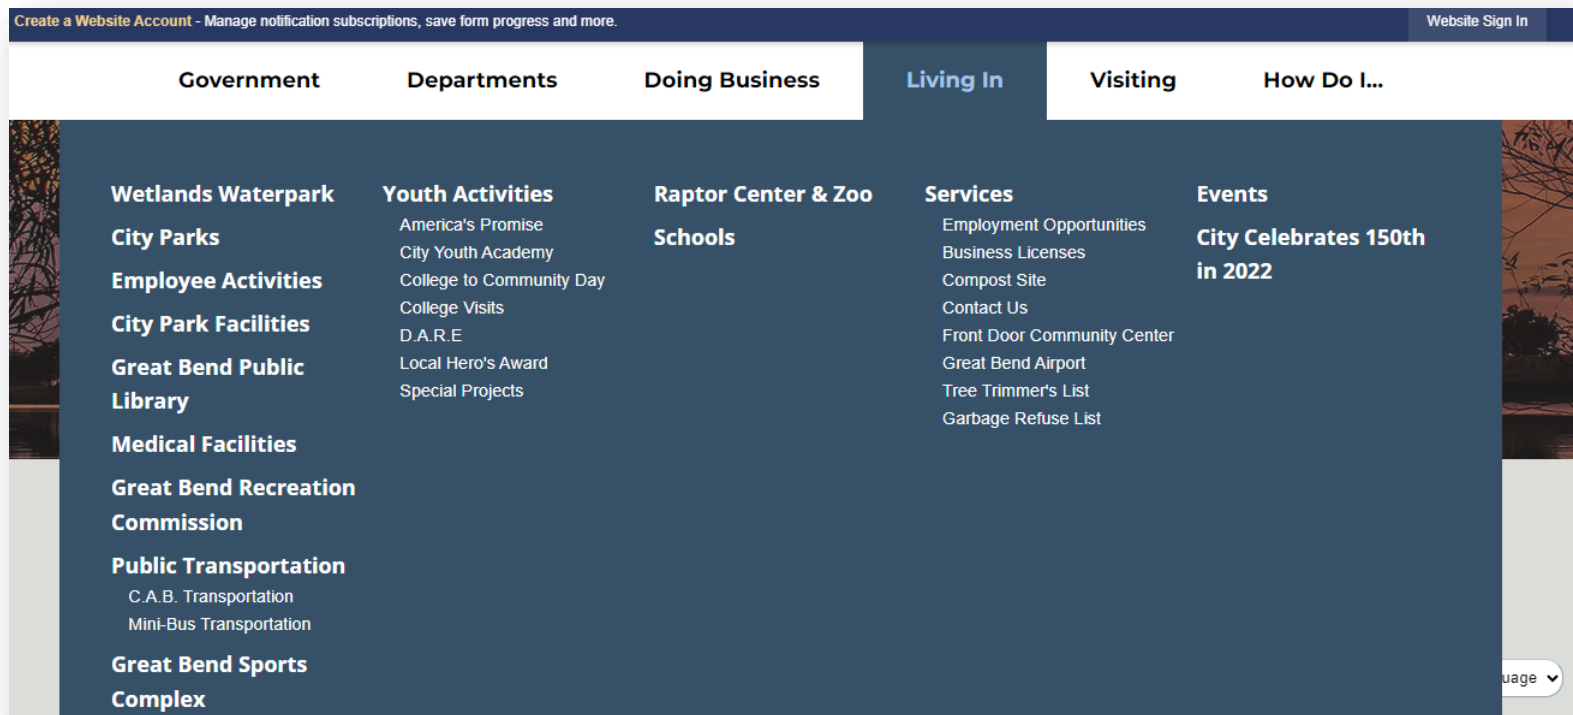 Create a Website Account - Manage notification subscriptions, save form progress and more.
Website Sign In
Government
Departments
Doing Business
Living In
Visiting
How Do I...
Wetlands Waterpark
City Parks
Employee Activities
City Park Facilities
Great Bend Public
Library
Medical Facilities
Great Bend Recreation
Commission
Public Transportation
C.A.B. Transportation
Mini-Bus Transportation
Great Bend Sports
Complex
Youth Activities
America's Promise
City Youth Academy
College to Community Day
College Visits
D.A.R.E
Local Hero's Award
Special Projects
Raptor Center & Zoo
Schools
Services
Employment Opportunities
Business Licenses
Compost Site
Contact Us
Front Door Community Center
Great Bend Airport
Tree Trimmer's List
Garbage Refuse List
Events
City Celebrates 150th
in 2022
uage